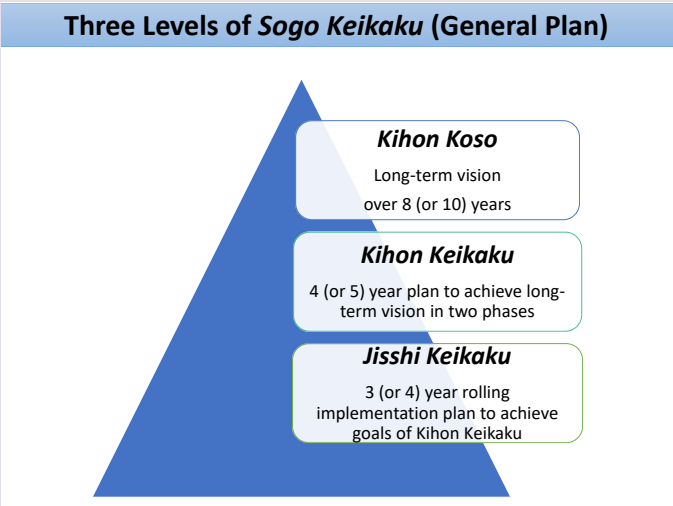 Three Levels of Sogo Keikaku (General Plan)
Kihon Koso
Long-term vision
over 8 (or 10) years
Kihon Keikaku
4 (or 5) year plan to achieve long-
term vision in two phases
Jisshi Keikaku
3 (or 4) year rolling
implementation plan to achieve
goals of Kihon Keikaku